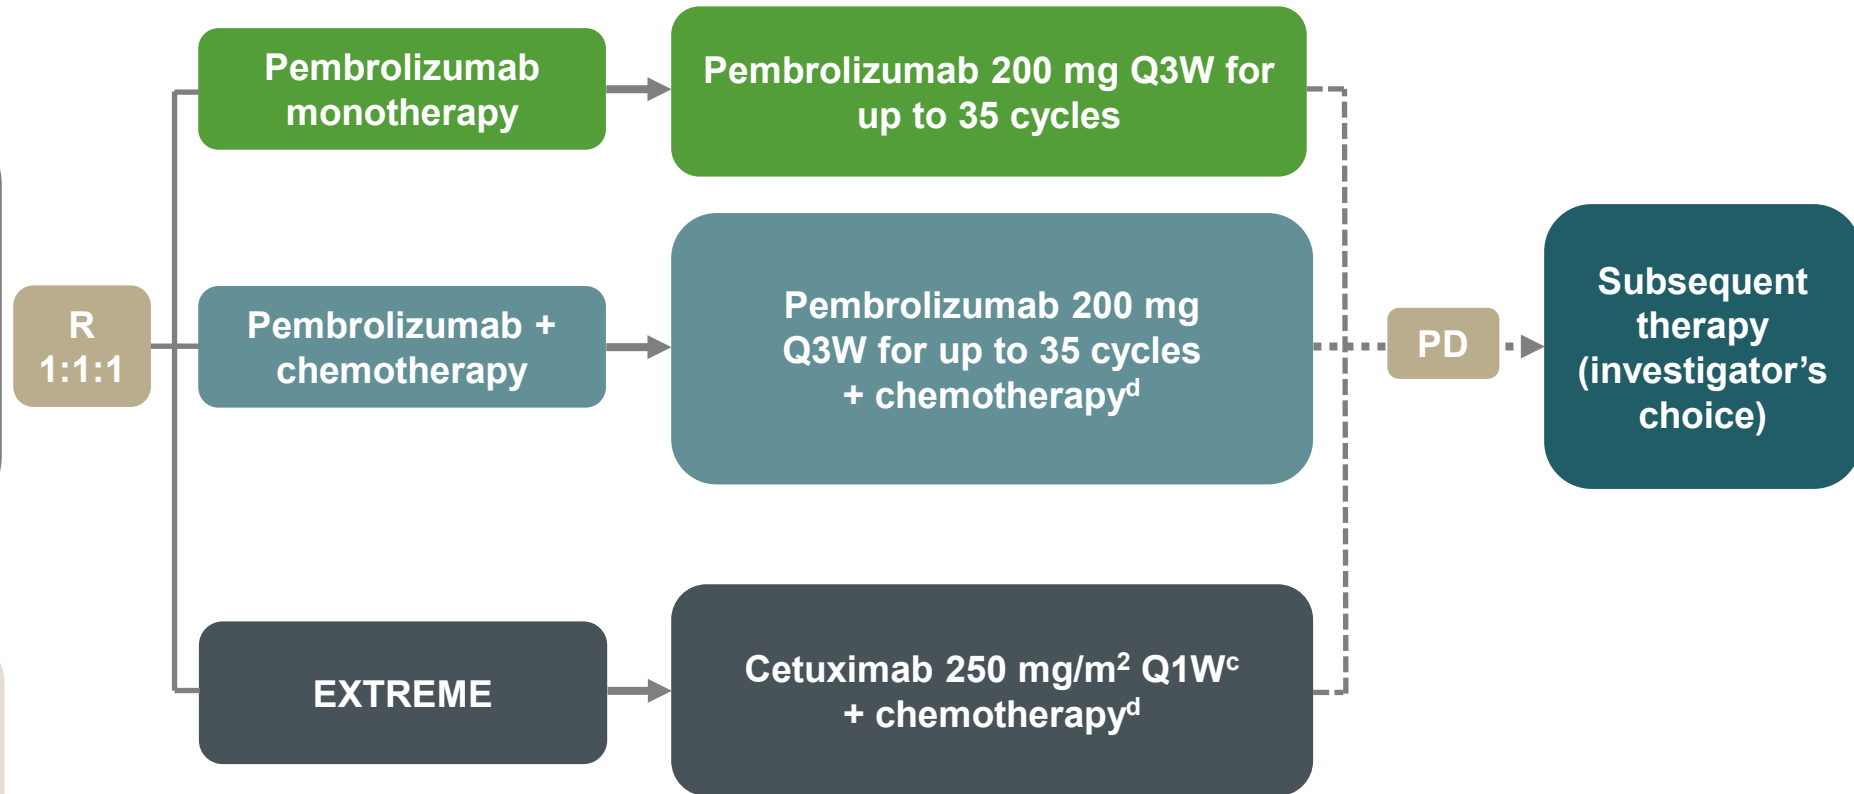 R
1:1:1
Pembrolizumab
monotherapy
Pembrolizumab 200 mg Q3W for
up to 35 cycles
Pembrolizumab +
chemotherapy
Pembrolizumab 200 mg
Q3W for up to 35 cycles
+ chemotherapyᵈ
EXTREME
Cetuximab 250 mg/m² Q1Wᶜ
+ chemotherapyᵈ
PD
Subsequent
therapy
(investigator’s
choice)